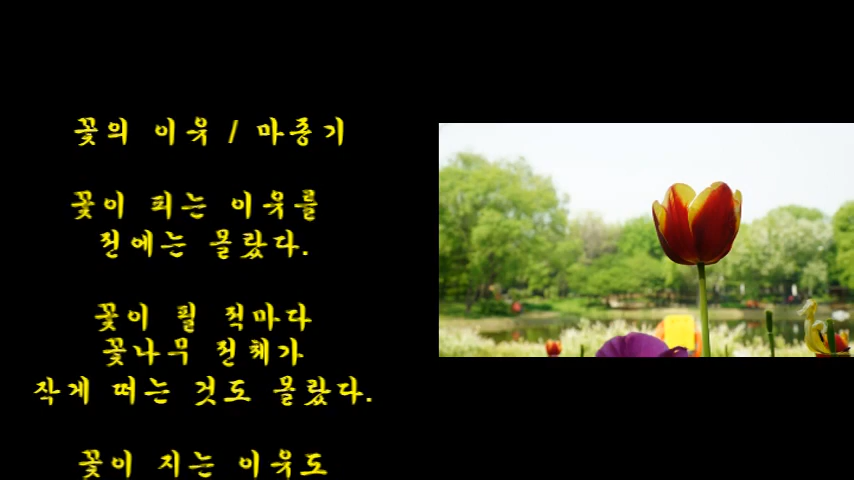 꽃의 이유 / 마종기
꽃이 피는 이유를
전에는 몰랐다.
꽃이 필 적마다
꽃나무 전체가
작게 떠는 것도 몰랐다.
꽃이 지는 이유도